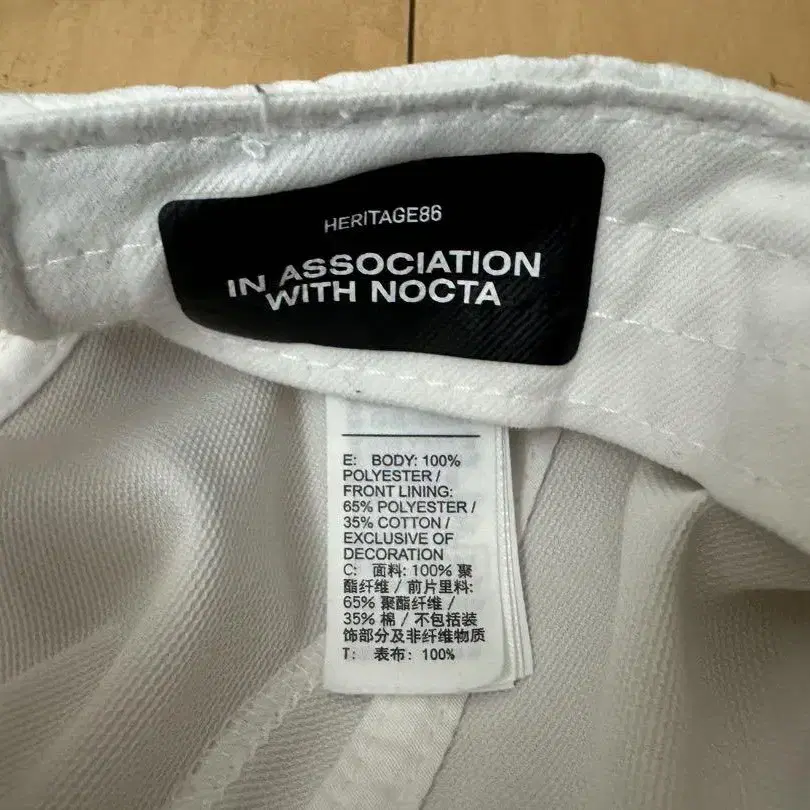 HERITAGE86
IN ASSOCIATION
WITH NOCTA
E: BODY: 100%
POLYESTER /
FRONT LINING:
65% POLYESTER /
35% COTTON /
EXCLUSIVE OF
DECORATION
C: 面料: 100% 聚
酯纤维 / 前片里料:
65% 聚酯纤维 /
35% 棉 / 不包括装
饰部分及非纤维物质
T: 表布: 100%